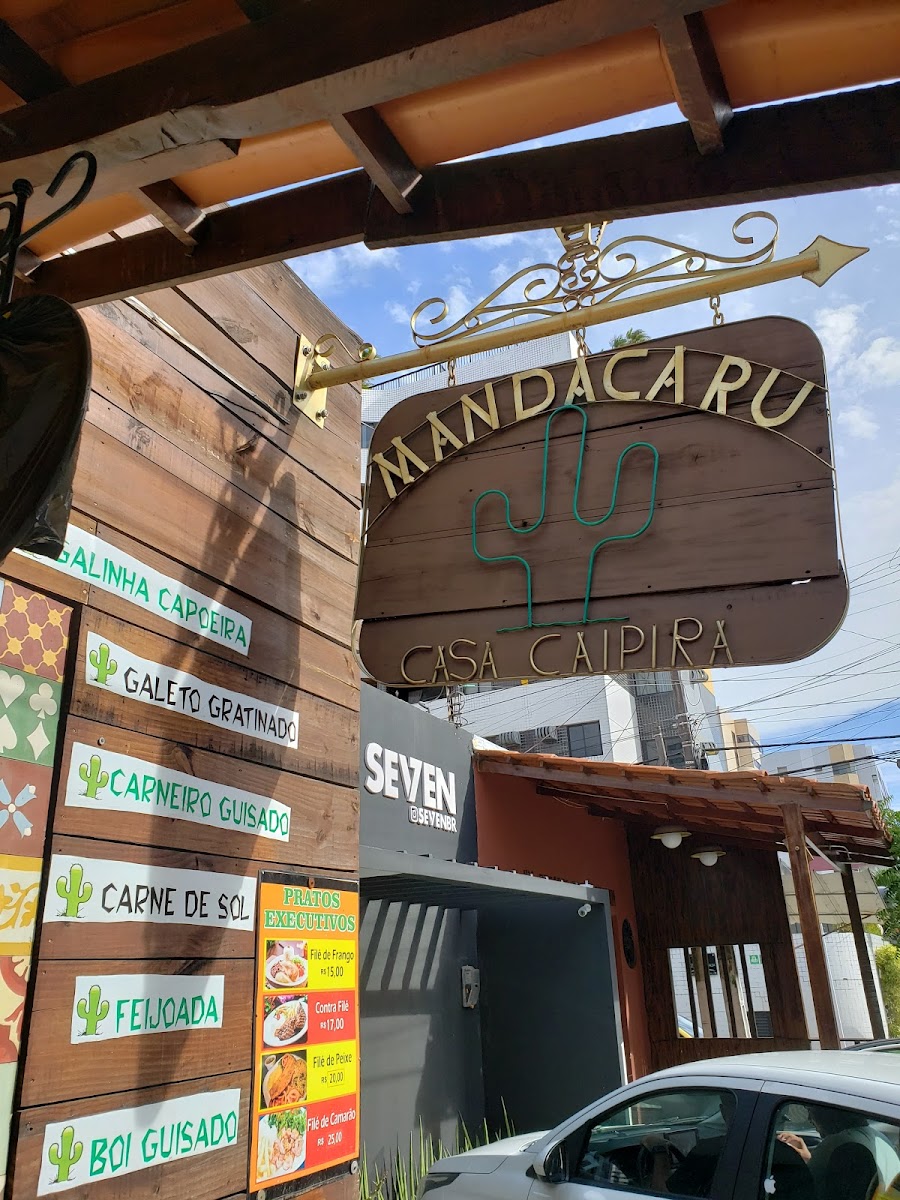 MANDACARU
CASA CAIPIRA
GALINHA CAPOEIRA
GALETO GRATINADO
CARNEIRO GUISADO
CARNE DE SOL
FEIJOADA
BOI GUISADO
PRATOS
EXECUTIVOS
Filé de Frango
R$ 15,00
Contra Filé
R$ 17,00
Filé de Peixe
R$ 20,00
Filé de Camarão
R$ 25,00
SEVEN
@SEVENBR